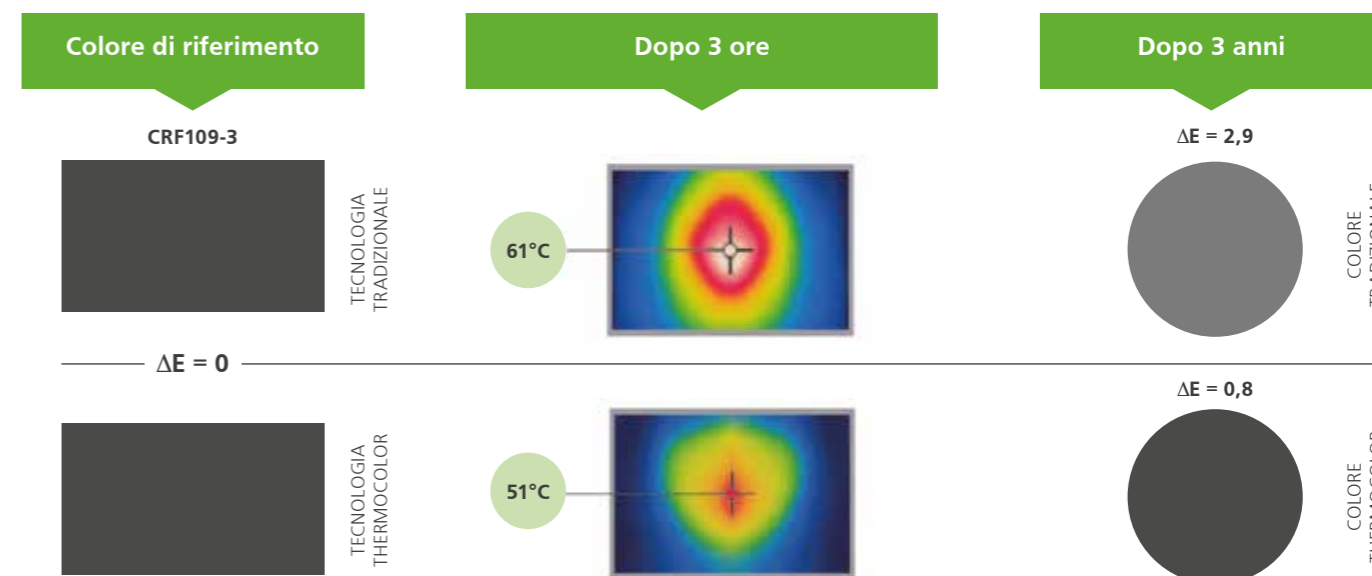 Colore di riferimento
Dopo 3 ore
Dopo 3 anni
CRF109-3
TECNOLOGIA
TRADIZIONALE
61°C
ΔE = 2,9
COLORE
ΔE = 0
TECNOLOGIA
THERMOCOLOR
51°C
ΔE = 0,8
COLORE